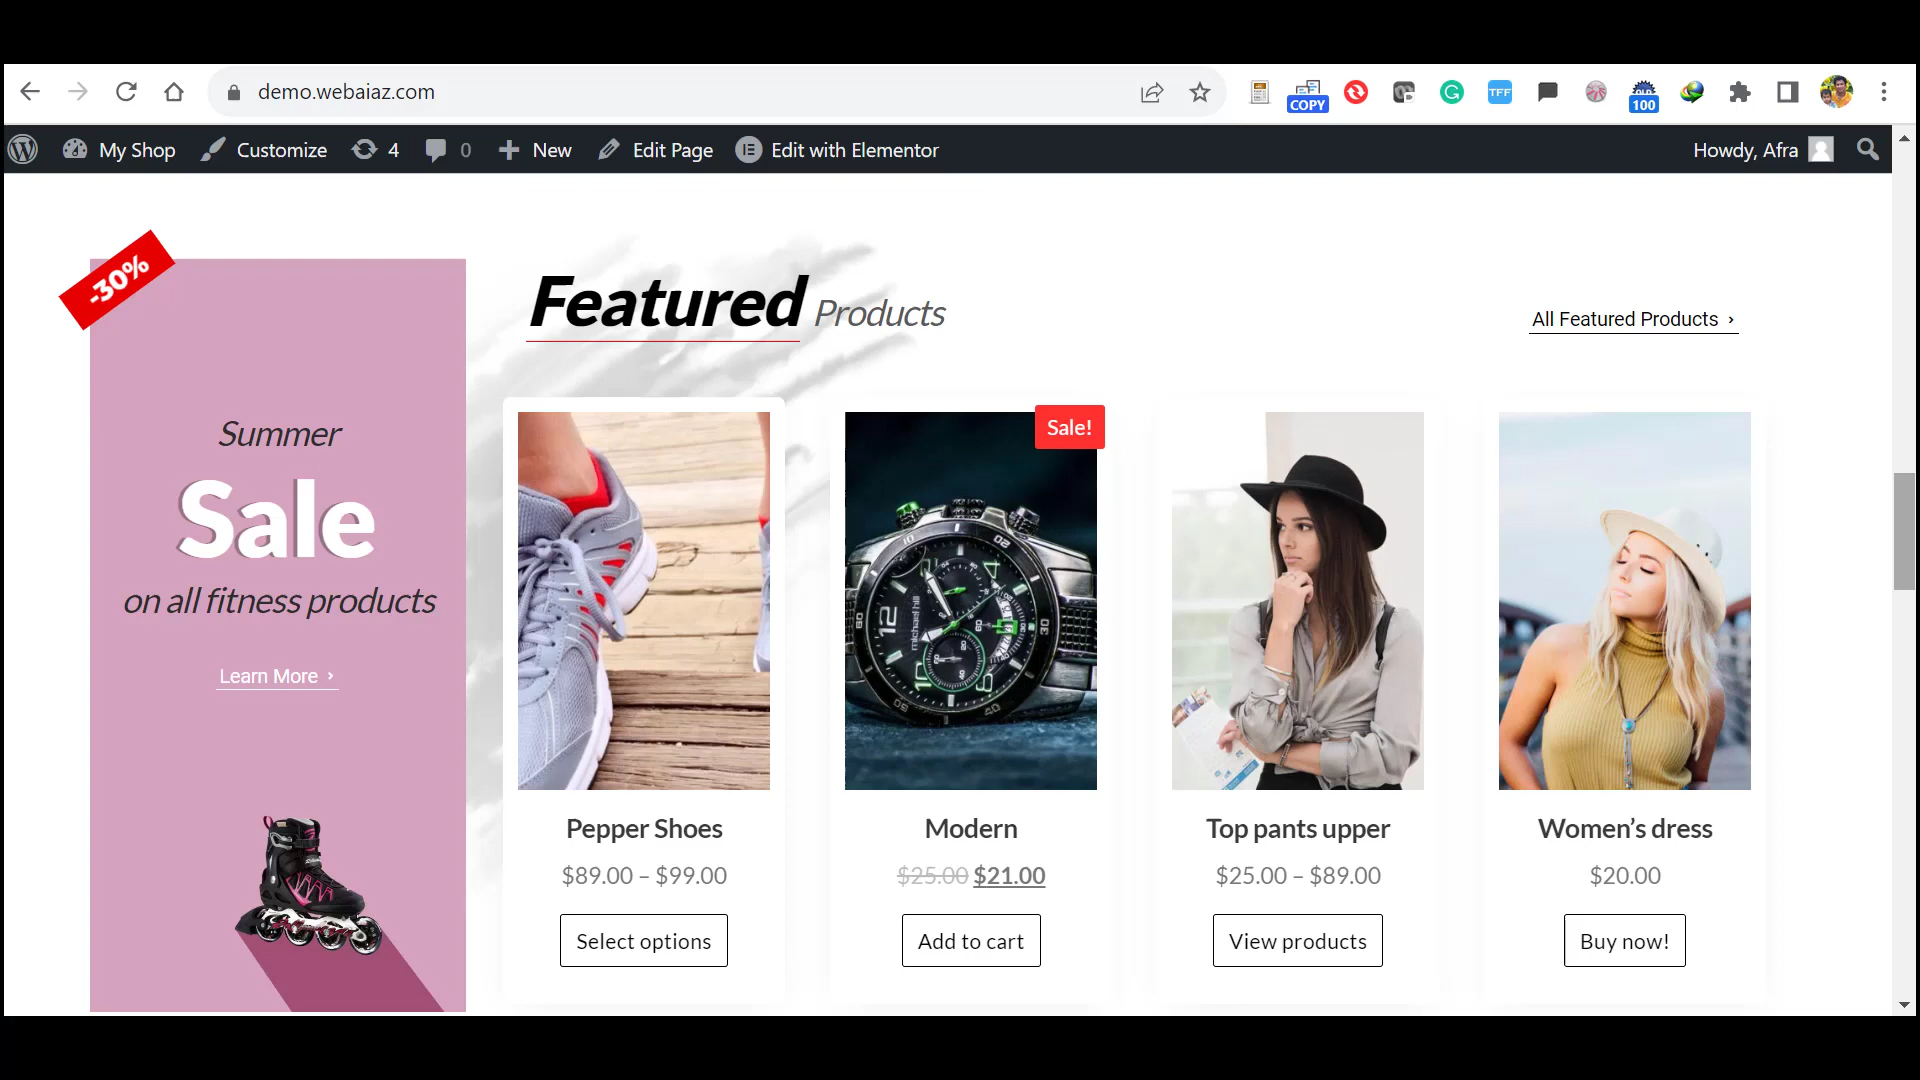 demo.webaiaz.com
COPY
TFF
100
My Shop
Customize
4
0
New
Edit Page
Edit with Elementor
Howdy, Afra
-30%
Summer
Sale
on all fitness products
Learn More ›
Featured Products
All Featured Products ›
Sale!
michael hill
Pepper Shoes
$89.00 – $99.00
Select options
Modern
$25.00 $21.00
Add to cart
Top pants upper
$25.00 – $89.00
View products
Women’s dress
$20.00
Buy now!